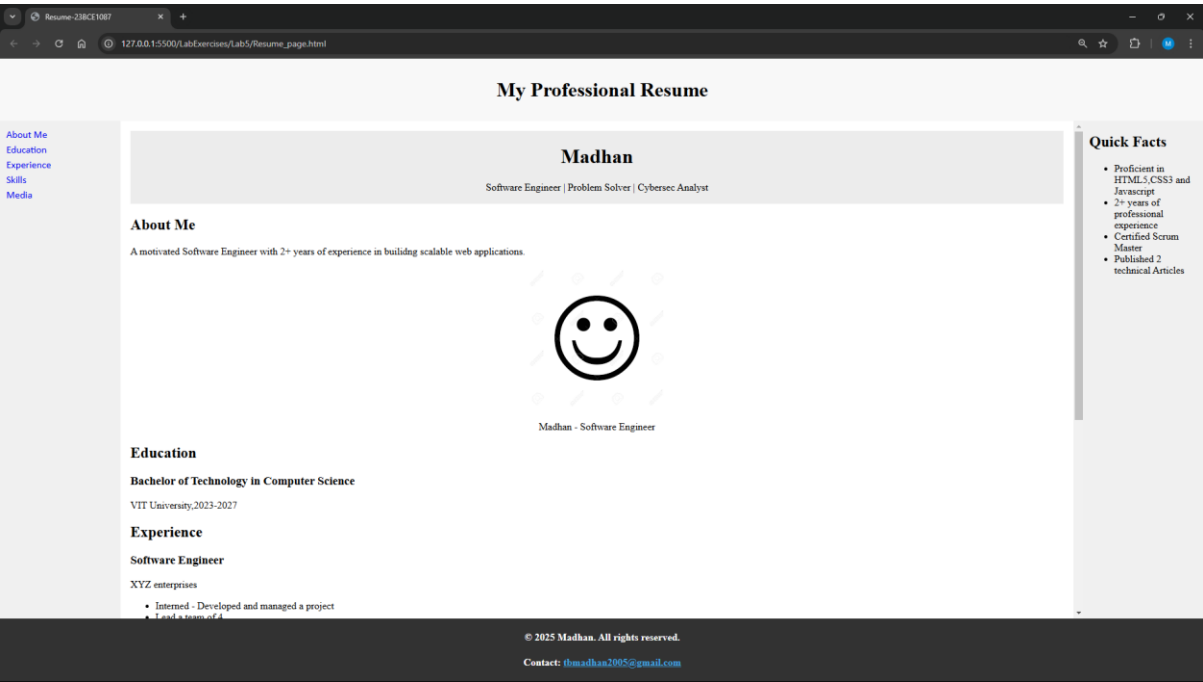 Resume-23BCE1087
127.0.0.1:5500/LabExercises/Lab5/Resume_page.html
M
My Professional Resume
About Me
Education
Experience
Skills
Media
Madhan
Software Engineer | Problem Solver | Cybersec Analyst
About Me
A motivated Software Engineer with 2+ years of experience in builidng scalable web applications.
Madhan - Software Engineer
Education
Bachelor of Technology in Computer Science
VIT University,2023-2027
Experience
Software Engineer
XYZ enterprises
Interned - Developed and managed a project
Lead a team of 4
Quick Facts
Proficient in
HTML5,CSS3 and
Javascript
2+ years of
professional
experience
Certified Scrum
Master
Published 2
technical Articles
© 2025 Madhan. All rights reserved.
Contact: tbmadhan2005@gmail.com